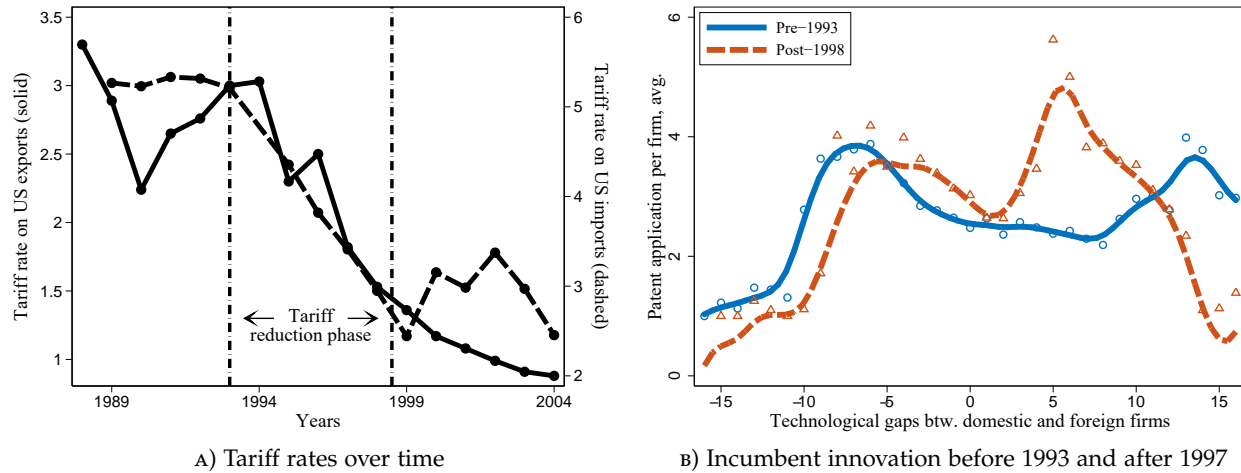 3.5
3
2.5
2
1.5
1
Tariff rate on US exports (solid)
6
5
4
3
2
Tariff rate on US imports (dashed)
Tariff
reduction phase
1989
1994
1999
2004
Years
A) Tariff rates over time
Pre−1993
Post−1998
6
4
2
0
Patent application per firm, avg.
−15
−10
−5
0
5
10
15
Technological gaps btw. domestic and foreign firms
B) Incumbent innovation before 1993 and after 1997